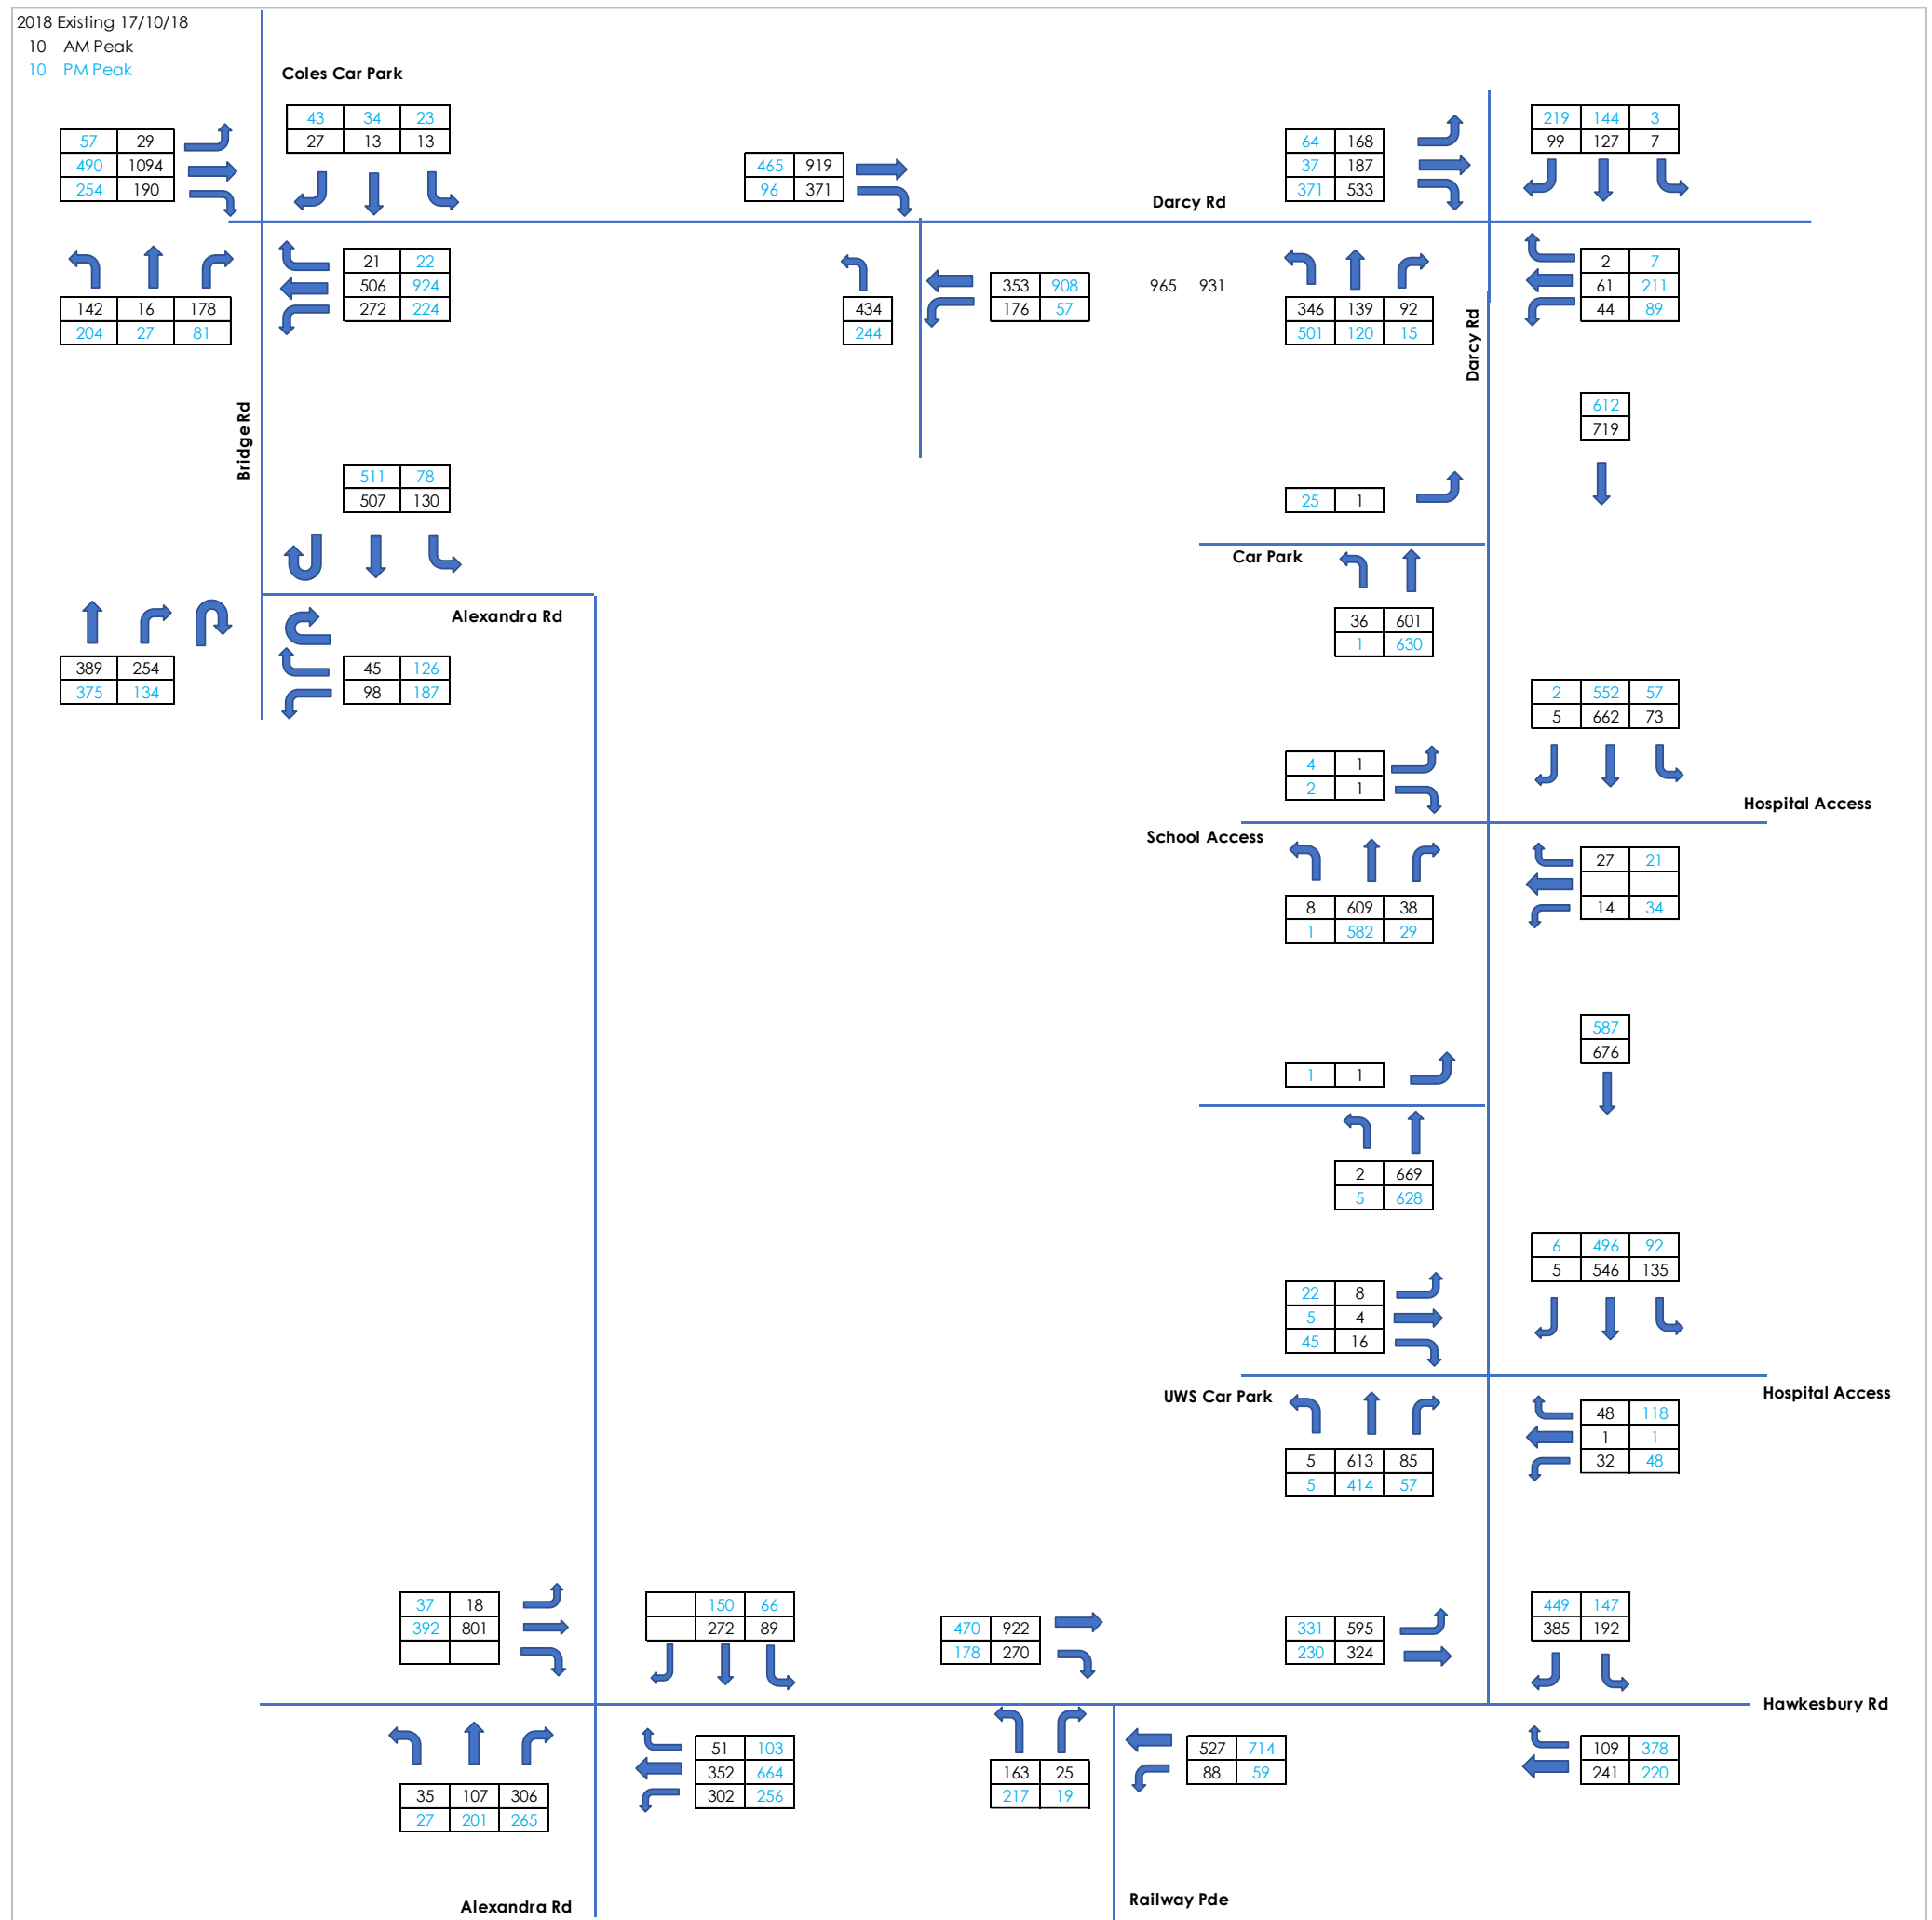 2018 Existing 17/10/18
10 AM Peak
10 PM Peak
Coles Car Park
43 34 23
27 13 13
57 29
490 1094
254 190
465 919
96 371
Darcy Rd
64 168
37 187
371 533
219 144 3
99 127 7
142 16 178
204 27 81
21 22
506 924
272 224
434
244
353 908
176 57
965 931
346 139 92
501 120 15
Darcy Rd
2 7
61 211
44 89
612
719
Bridge Rd
511 78
507 130
25 1
Car Park
36 601
1 630
Alexandra Rd
389 254
375 134
45 126
98 187
2 552 57
5 662 73
4 1
2 1
Hospital Access
School Access
8 609 38
1 582 29
27 21
14 34
587
676
1 1
2 669
5 628
6 496 92
5 546 135
22 8
5 4
45 16
UWS Car Park
Hospital Access
5 613 85
5 414 57
48 118
1 1
32 48
37 18
392 801
150 66
272 89
470 922
178 270
331 595
230 324
449 147
385 192
Hawkesbury Rd
35 107 306
27 201 265
51 103
352 664
302 256
163 25
217 19
527 714
88 59
109 378
241 220
Alexandra Rd
Railway Pde